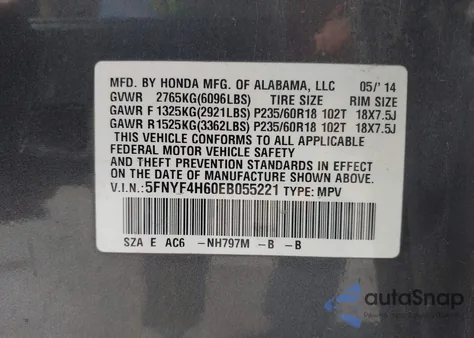 MFD. BY HONDA MFG. OF ALABAMA, LLC 05/'14
GVWR 2765KG(6096LBS) TIRE SIZE RIM SIZE
GAWR F 1325KG(2921LBS) P235/60R18 102T 18X7.5J
GAWR R1525KG(3362LBS) P235/60R18 102T 18X7.5J
THIS VEHICLE CONFORMS TO ALL APPLICABLE
FEDERAL MOTOR VEHICLE SAFETY
AND THEFT PREVENTION STANDARDS IN EFFECT
ON THE DATE OF MANUFACTURE SHOWN ABOVE.
V.I.N.: 5FNYF4H60EB055221 TYPE: MPV
SZA E AC6 -NH797M -B -B
autoSnap